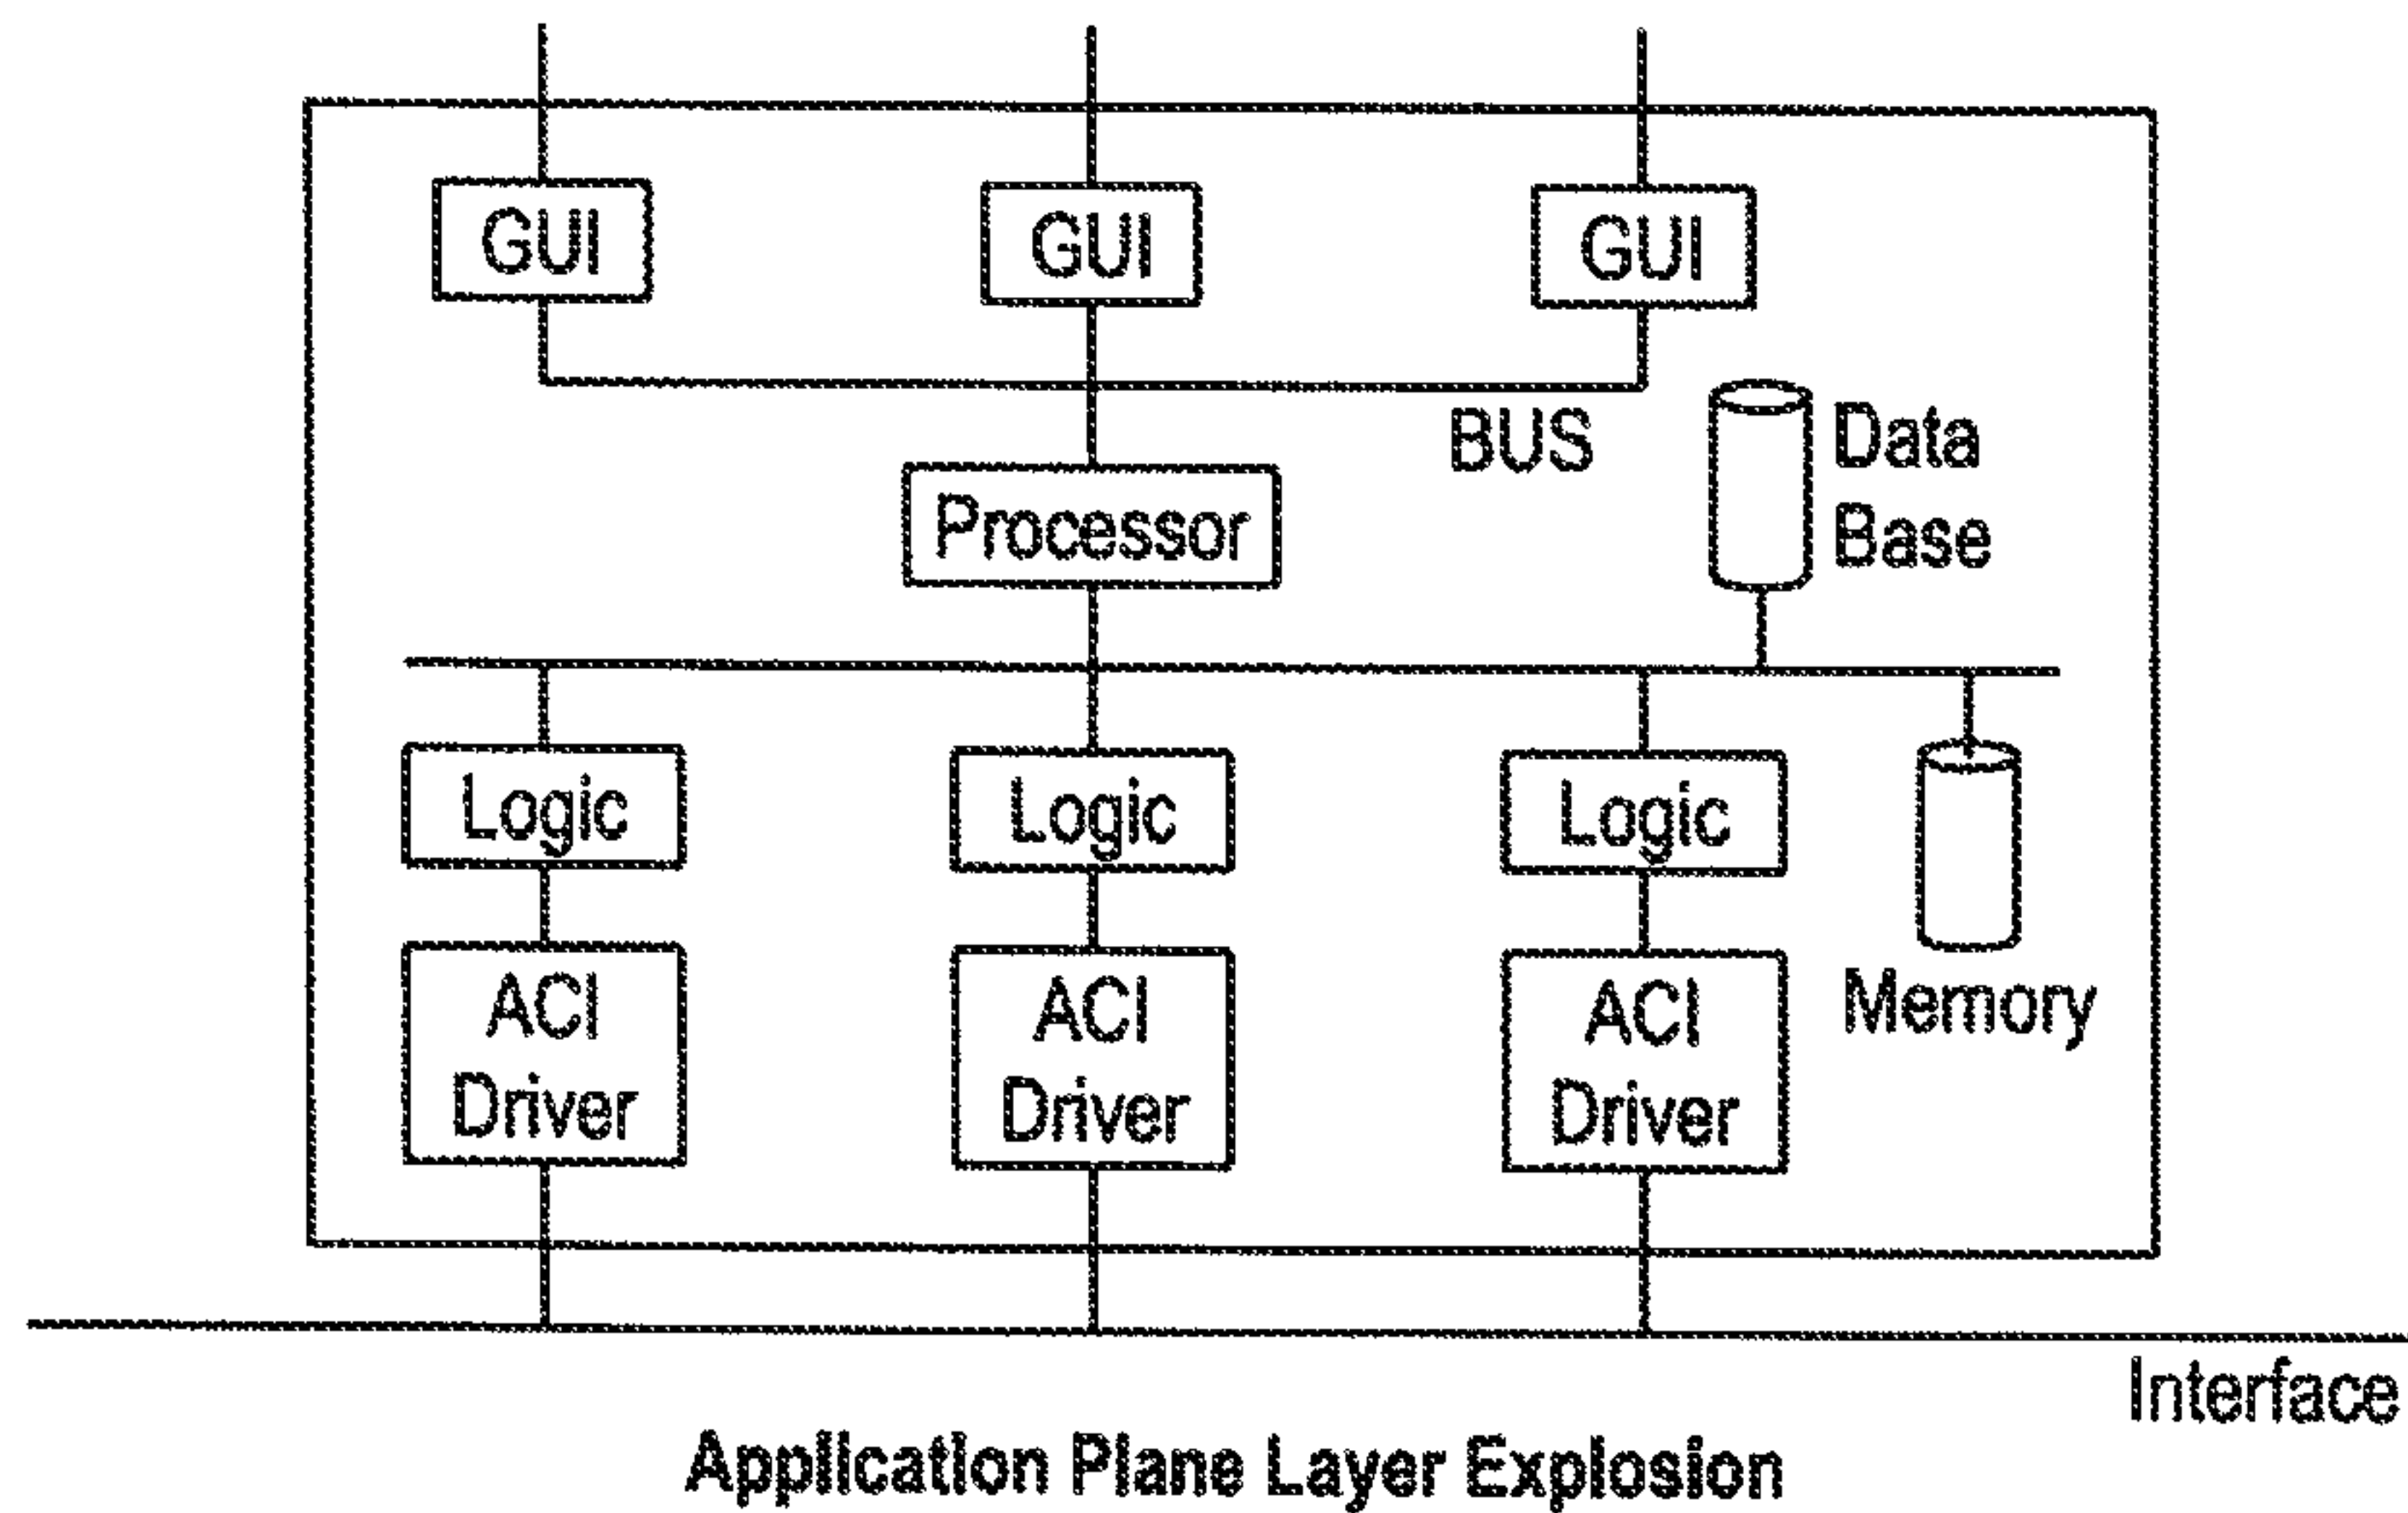 GUI GUI GUI
BUS
Data
Base
Processor
Logic Logic Logic
ACI
Driver
ACI
Driver
ACI
Driver
Memory
Interface
Application Plane Layer Explosion